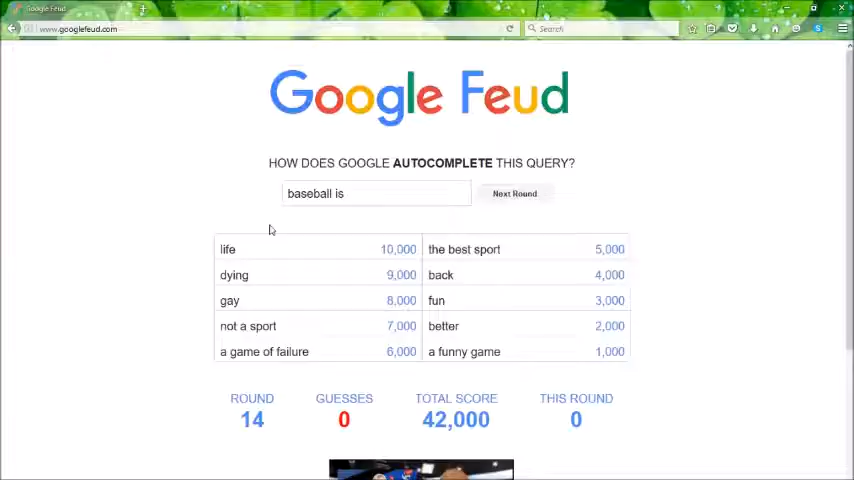 Google Feud
www.googlefeud.com
Search
Google Feud
HOW DOES GOOGLE AUTOCOMPLETE THIS QUERY?
baseball is
Next Round
life 10,000
the best sport 5,000
dying 9,000
back 4,000
gay 8,000
fun 3,000
not a sport 7,000
better 2,000
a game of failure 6,000
a funny game 1,000
ROUND GUESSES TOTAL SCORE THIS ROUND
14 0 42,000 0